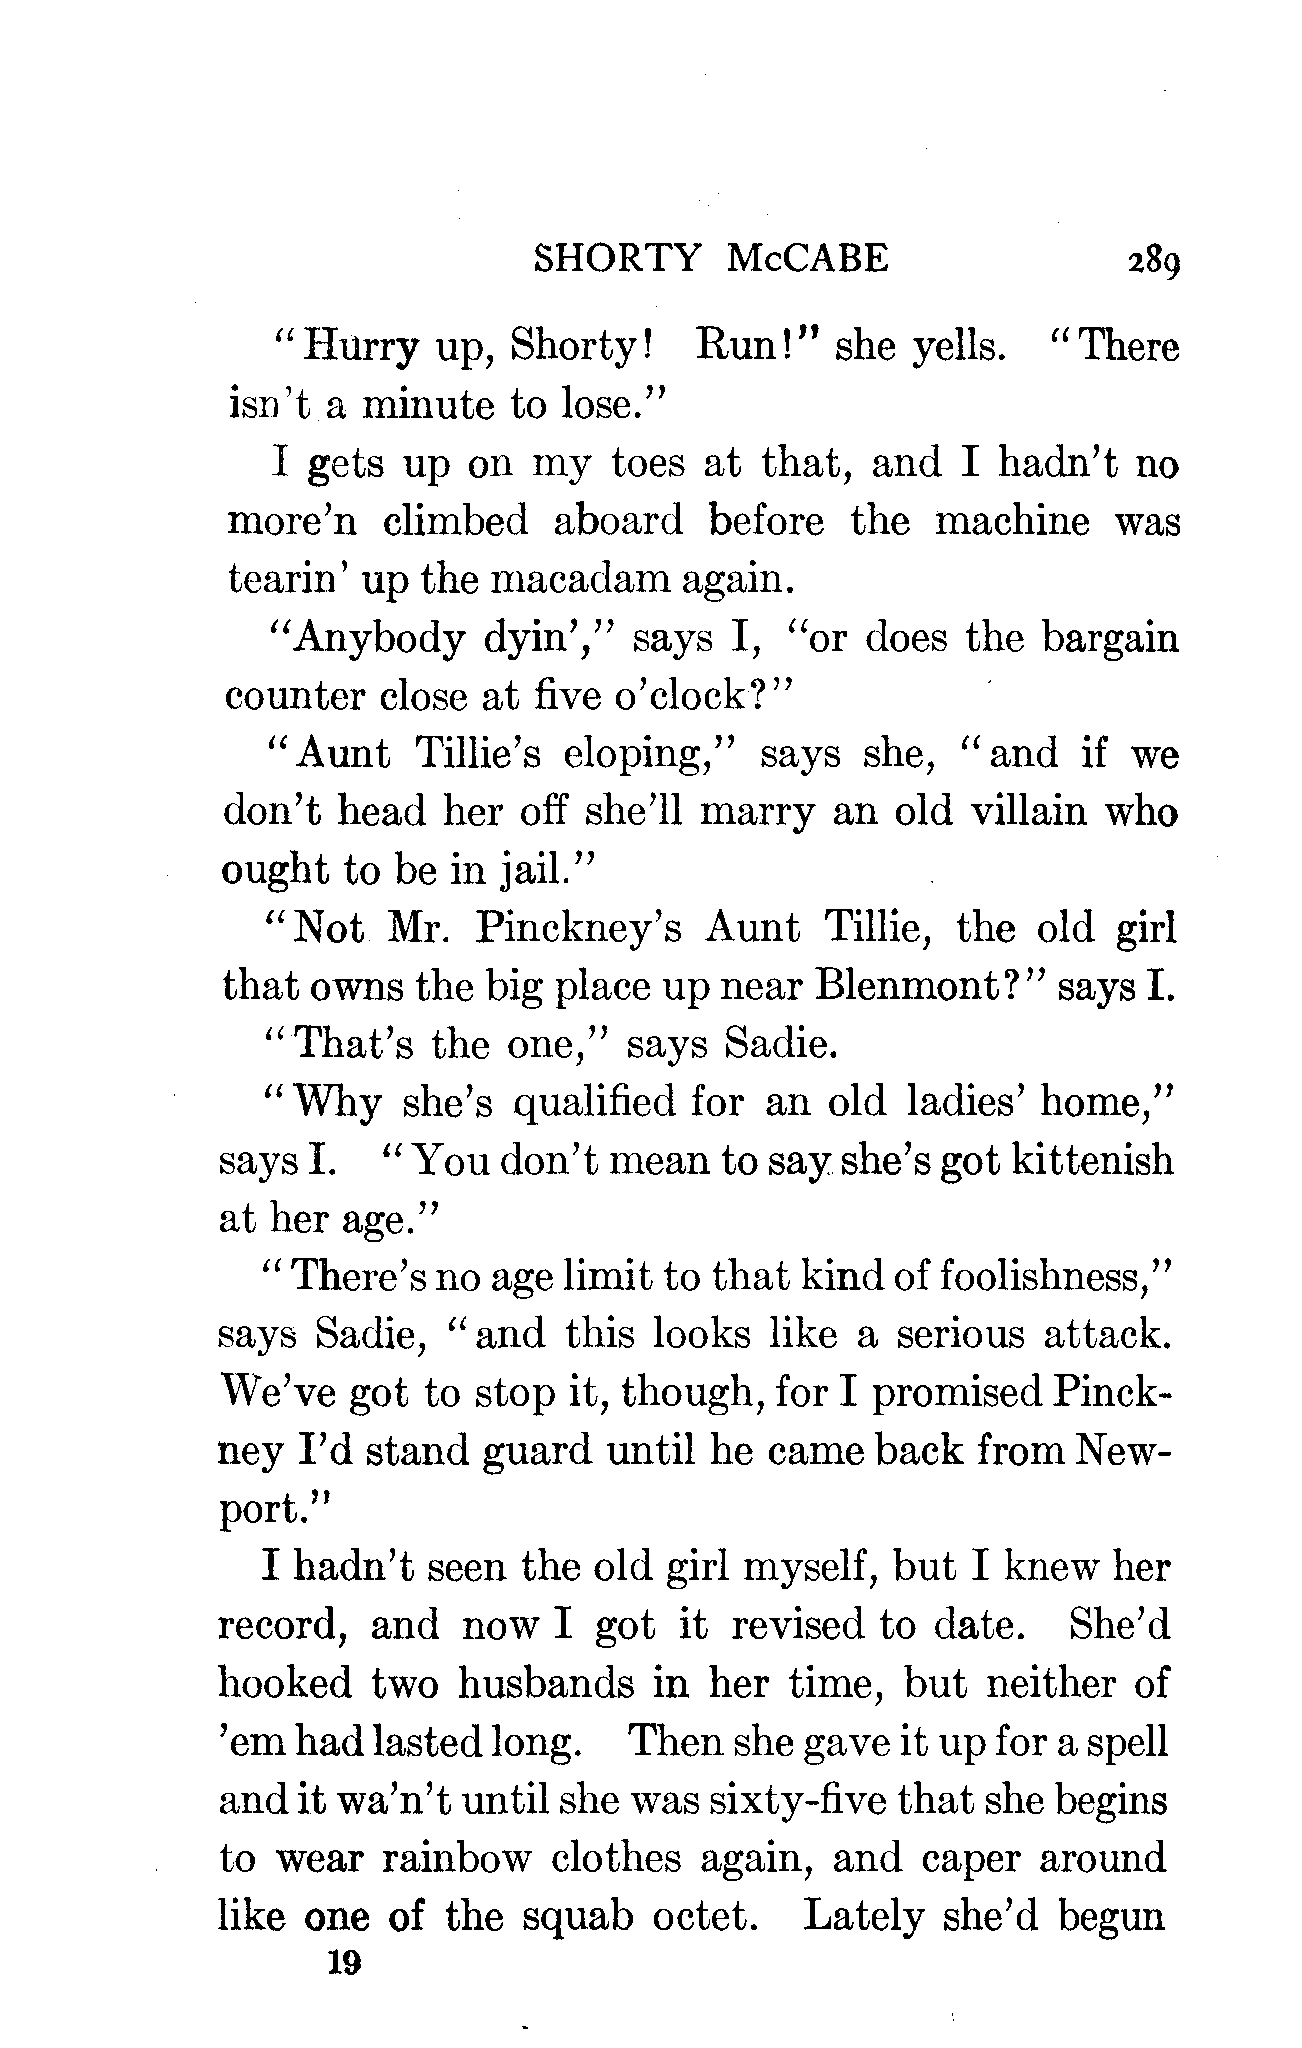 SHORTY McCABE 289
"Hurry up, Shorty! Run!" she yells. "There
isn't a minute to lose."
I gets up on my toes at that, and I hadn't no
more'n climbed aboard before the machine was
tearin' up the macadam again.
"Anybody dyin'," says I, "or does the bargain
counter close at five o'clock?"
"Aunt Tillie's eloping," says she, "and if we
don't head her off she'll marry an old villain who
ought to be in jail."
"Not Mr. Pinckney's Aunt Tillie, the old girl
that owns the big place up near Blenmont?" says I.
"That's the one," says Sadie.
"Why she's qualified for an old ladies' home,"
says I. "You don't mean to say she's got kittenish
at her age."
"There's no age limit to that kind of foolishness,"
says Sadie, "and this looks like a serious attack.
We've got to stop it, though, for I promised Pinck-
ney I'd stand guard until he came back from New-
port."
I hadn't seen the old girl myself, but I knew her
record, and now I got it revised to date. She'd
hooked two husbands in her time, but neither of
'em had lasted long. Then she gave it up for a spell
and it wa'n't until she was sixty-five that she begins
to wear rainbow clothes again, and caper around
like one of the squab octet. Lately she'd begun
19